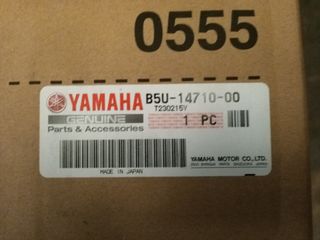 0555
YAMAHA B5U-14710-00
T230215Y
GENUINE 1 PC
Parts & Accessories
MADE IN JAPAN
YAMAHA MOTOR CO.,LTD.